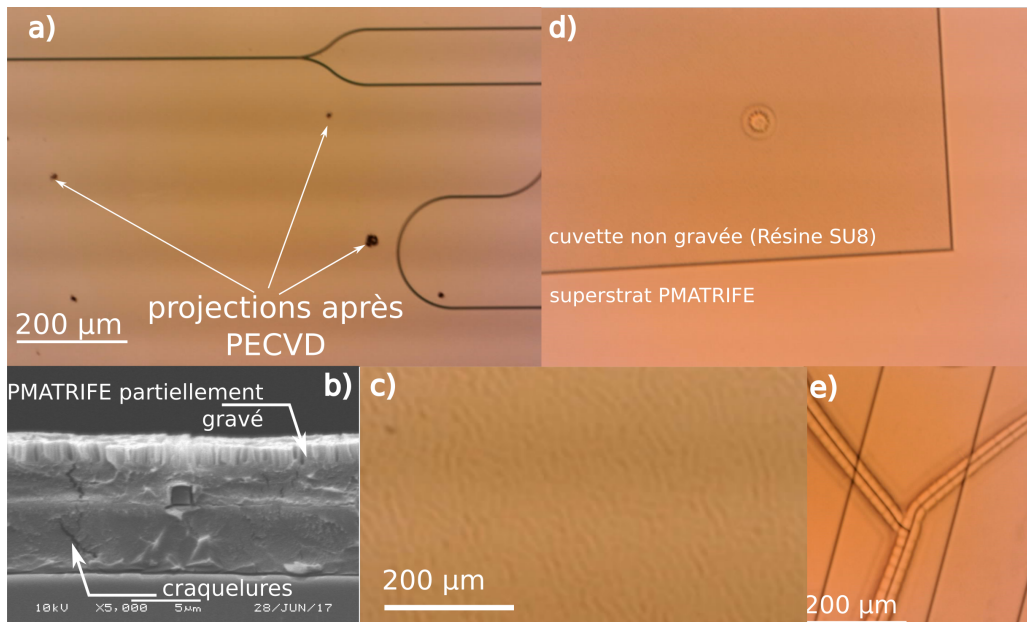 a)
projections après
PECVD
200 µm
d)
cuvette non gravée (Résine SU8)
superstrat PMATRIFE
b)
PMATRIFE partiellement
gravé
craquelures
10kV X5,000 5µm 28/JUN/17
c)
200 µm
e)
200 µm